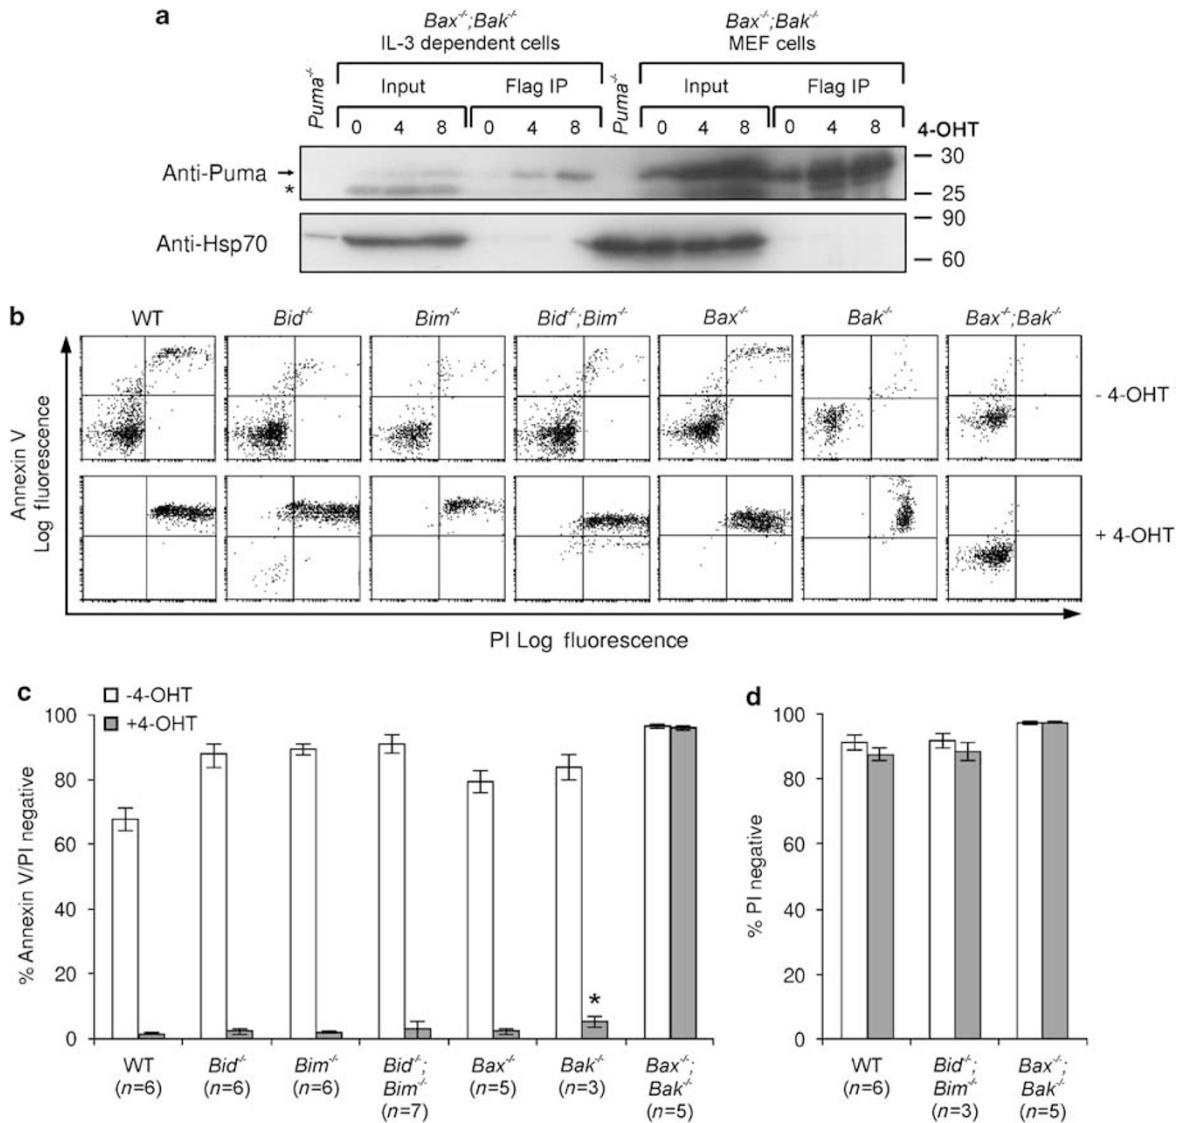 a
Bax-/-;Bak-/- Bax-/-;Bak-/-
IL-3 dependent cells MEF cells
Puma-/- Input Flag IP Puma-/- Input Flag IP
0 4 8 0 4 8 0 4 8 0 4 8 4-OHT
Anti-Puma
*
30
25
Anti-Hsp70
90
60
b
WT Bid-/- Bim-/- Bid-/-;Bim-/- Bax-/- Bak-/- Bax-/-;Bak-/-
- 4-OHT
+ 4-OHT
Annexin V
Log fluorescence
PI Log fluorescence
c
-4-OHT
+4-OHT
% Annexin V/PI negative
100
80
60
40
20
0
*
WT Bid-/- Bim-/- Bid-/-; Bax-/- Bak-/- Bax-/-;
(n=6) (n=6) (n=6) Bim-/- (n=5) (n=3) Bak-/-
(n=7) (n=5)
d
% PI negative
100
80
60
40
20
0
WT Bid-/-; Bax-/-;
(n=6) Bim-/- Bak-/-
(n=3) (n=5)